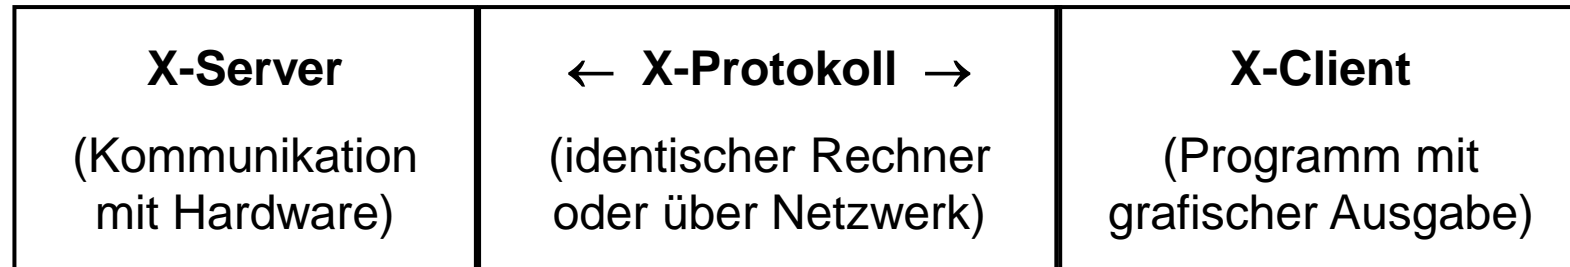 X-Server
(Kommunikation
mit Hardware)
← X-Protokoll →
(identischer Rechner
oder über Netzwerk)
X-Client
(Programm mit
grafischer Ausgabe)